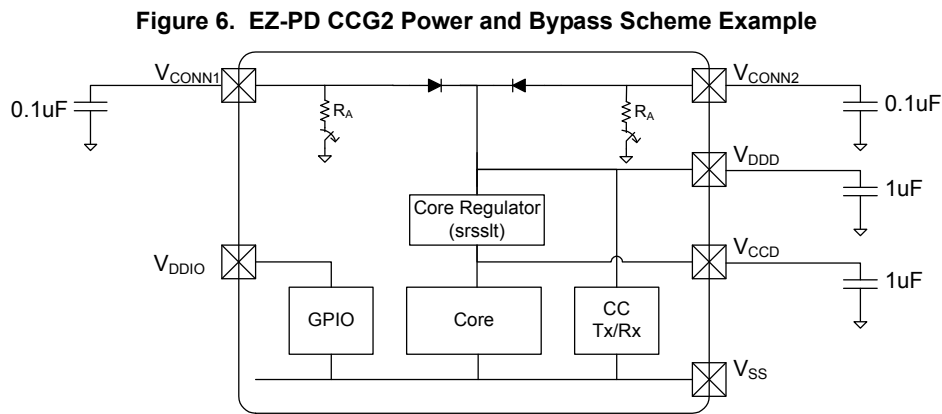 Figure 6. EZ-PD CCG2 Power and Bypass Scheme Example
VCONN1
VCONN2
0.1uF
RA
RA
0.1uF
VDDD
1uF
Core Regulator
(srsslt)
VDDIO
VCCD
1uF
GPIO
Core
CC
Tx/Rx
VSS